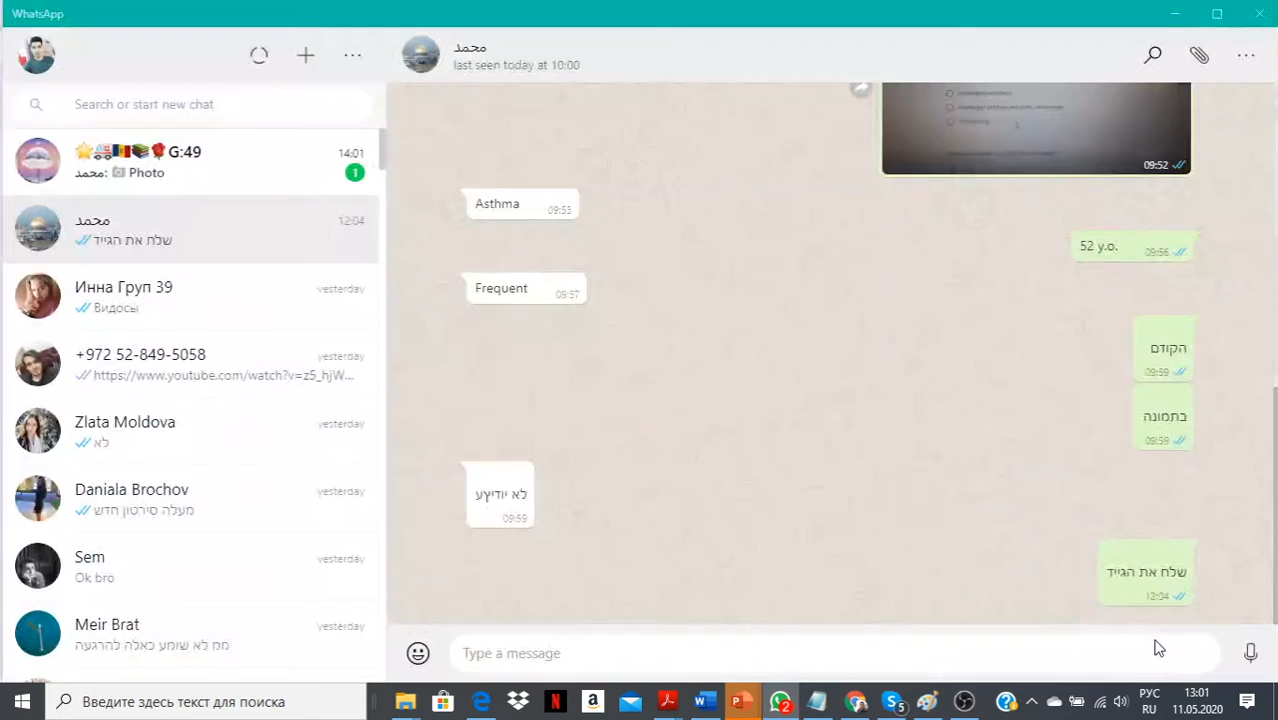 WhatsApp
محمد
last seen today at 10:00
Search or start new chat
G:49
14:01
محمد: Photo
1
محمد
12:04
שלח את הגייד
Инна Груп 39
yesterday
Видосы
+972 52-849-5058
yesterday
https://www.youtube.com/watch?v=z5_hjW...
Zlata Moldova
yesterday
לא
Daniala Brochov
yesterday
מעלה סירטון חדש
Sem
yesterday
Ok bro
Meir Brat
yesterday
ממ לא שומע כאלה להרגעה
09:52
Asthma
09:53
52 y.o.
09:56
Frequent
09:57
הקודם
09:59
בתמונה
09:59
לא יודיץע
09:59
שלח את הגייד
12:04
Type a message
Введите здесь текст для поиска
РУС
RU
13:01
11.05.2020